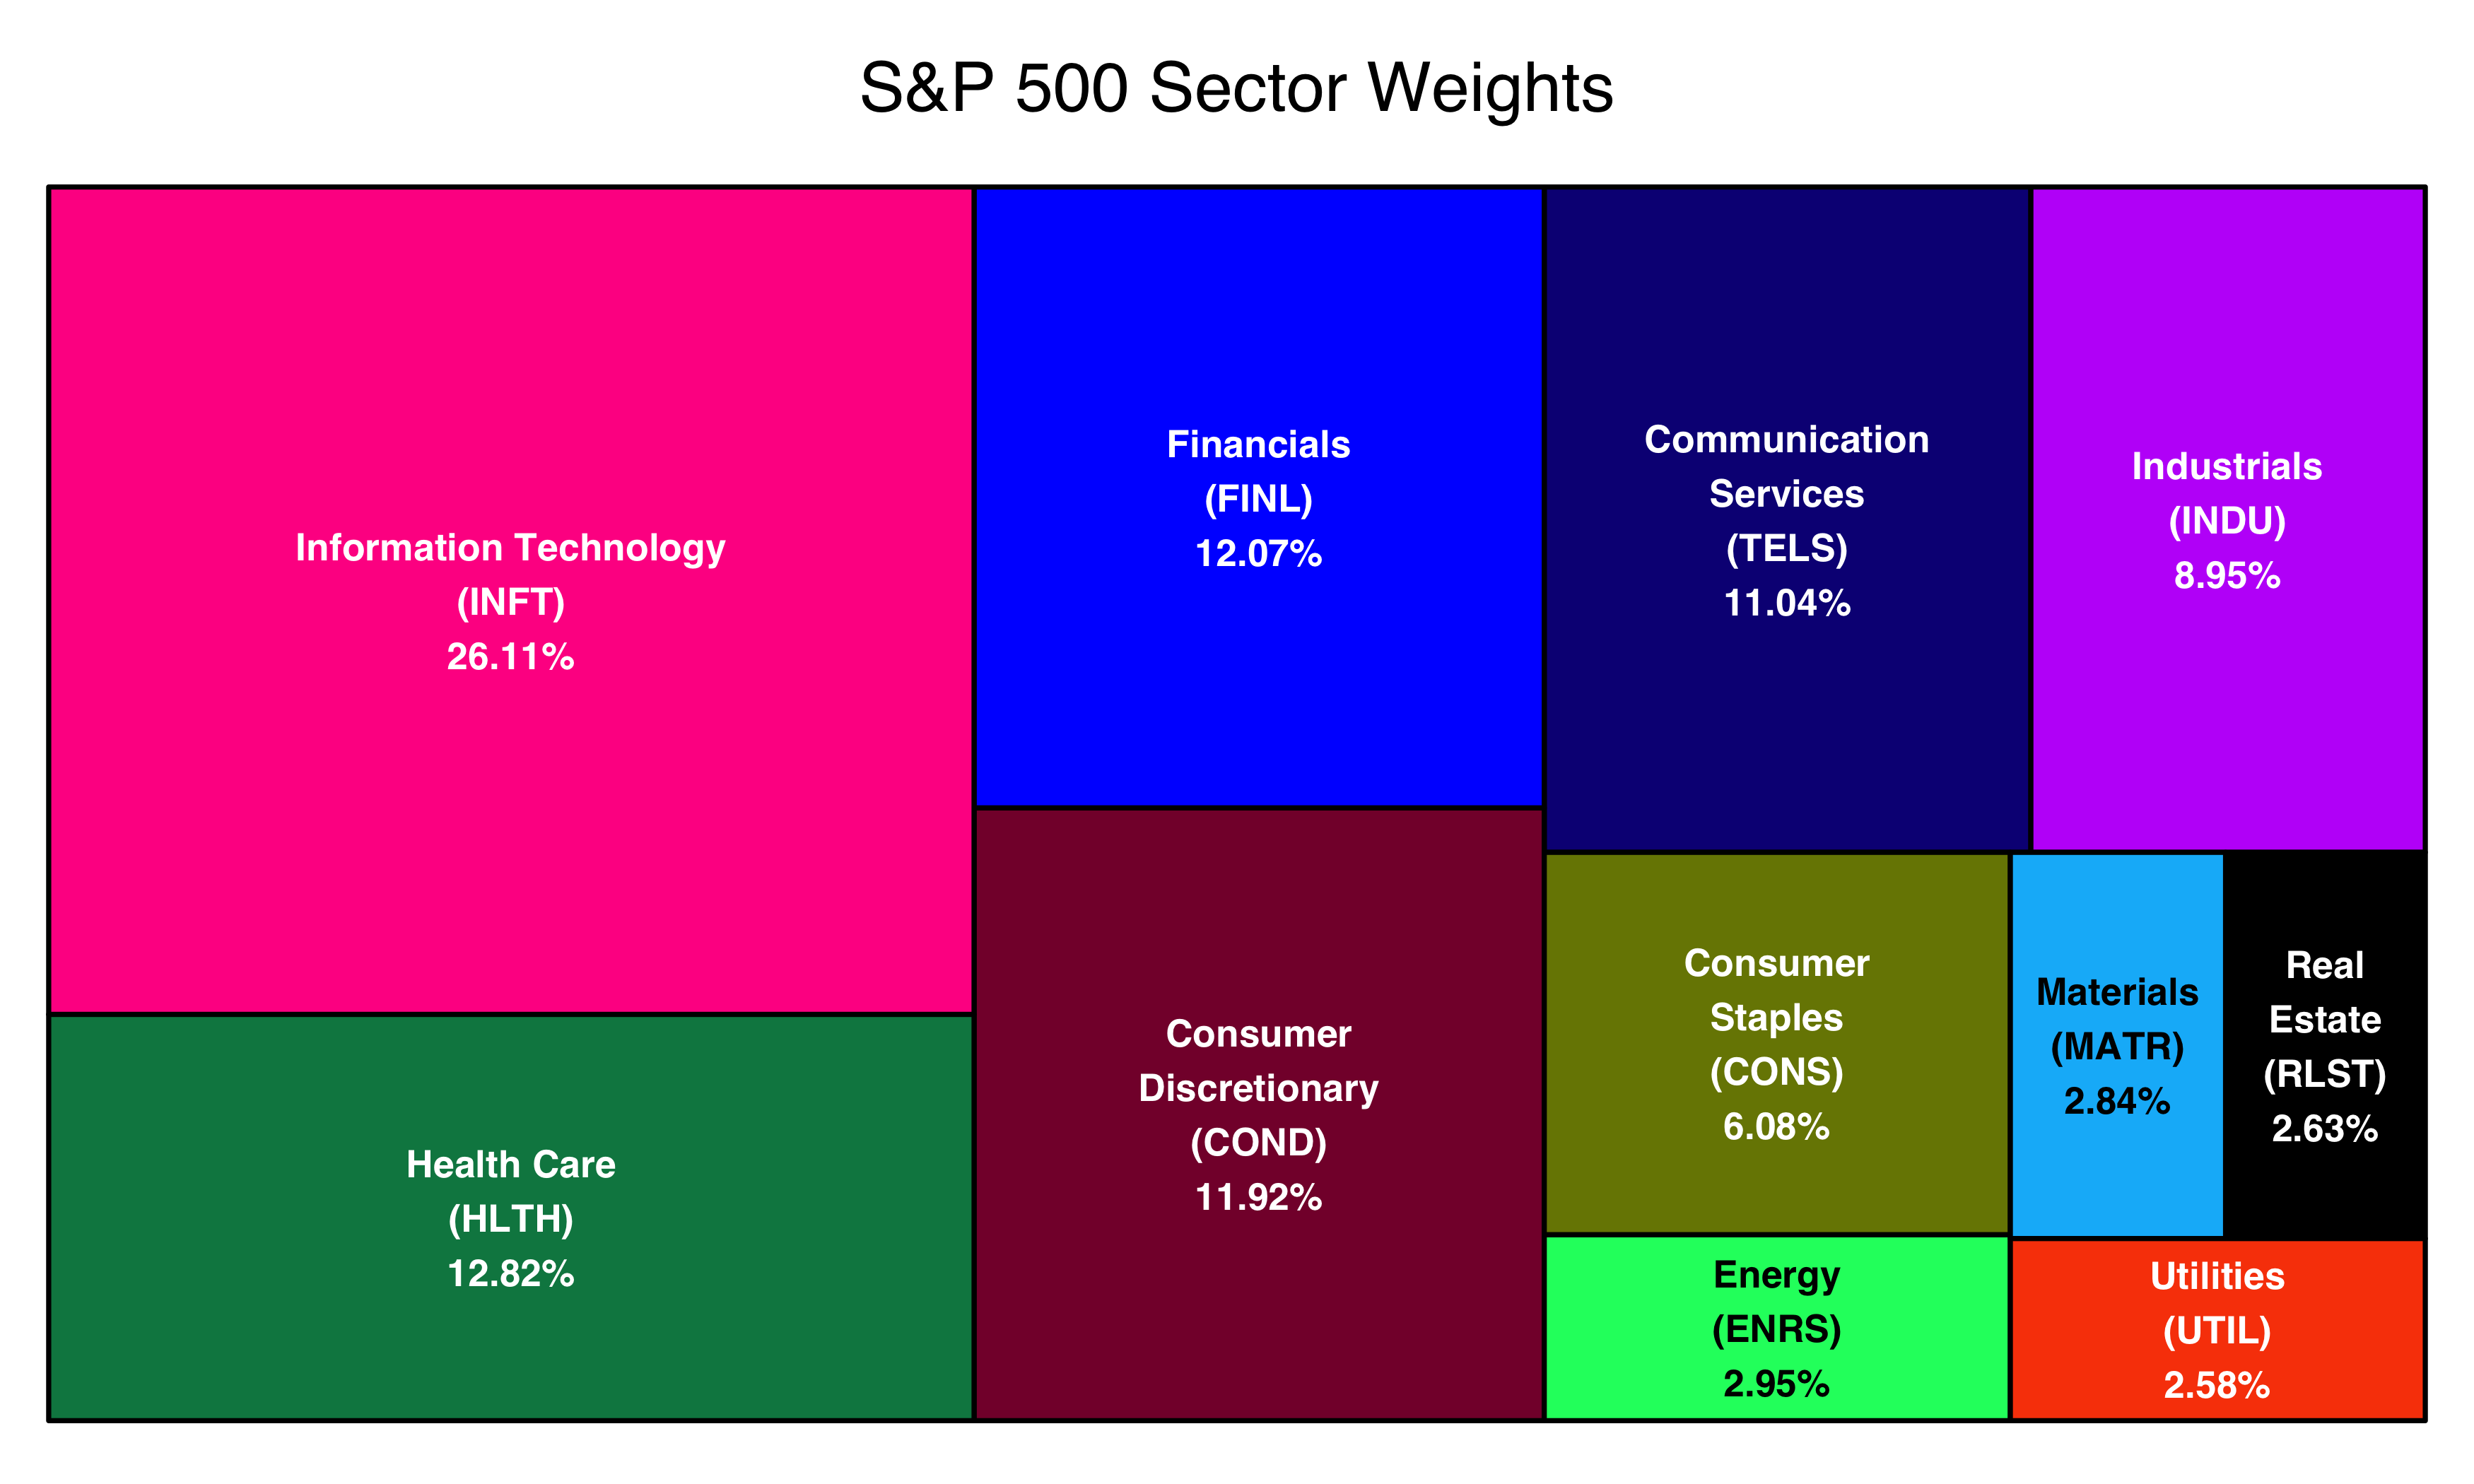 S&P 500 Sector Weights
Information Technology
(INFT)
26.11%
Health Care
(HLTH)
12.82%
Financials
(FINL)
12.07%
Consumer
Discretionary
(COND)
11.92%
Communication
Services
(TELS)
11.04%
Industrials
(INDU)
8.95%
Consumer
Staples
(CONS)
6.08%
Energy
(ENRS)
2.95%
Materials
(MATR)
2.84%
Real
Estate
(RLST)
2.63%
Utilities
(UTIL)
2.58%